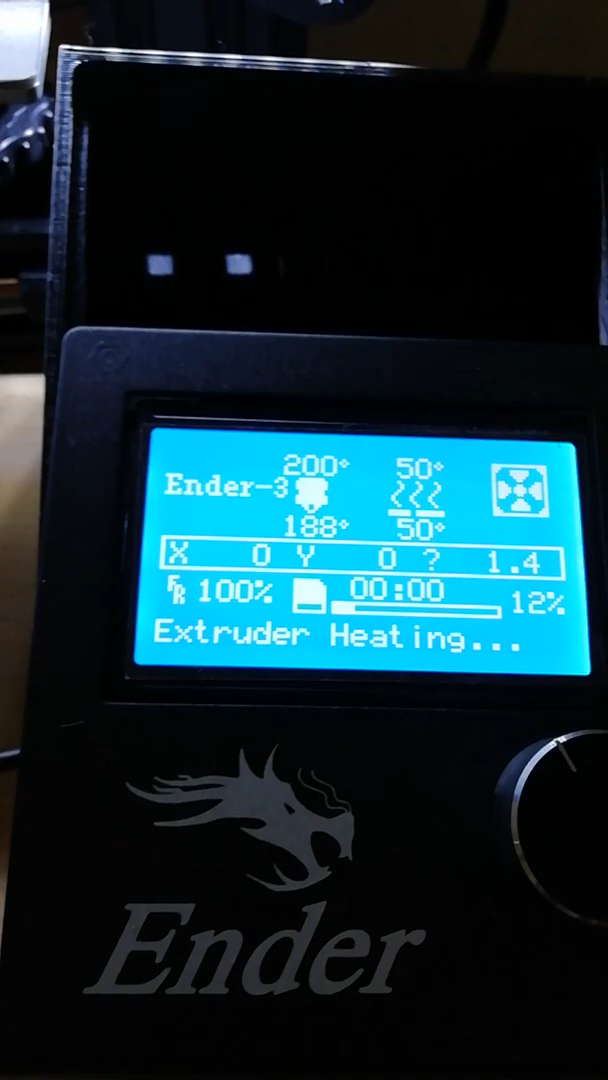 200° 50°
Ender-3
188° 50°
X 0 Y 0 ? 1.4
FR 100% 00:00 12%
Extruder Heating...
Ender